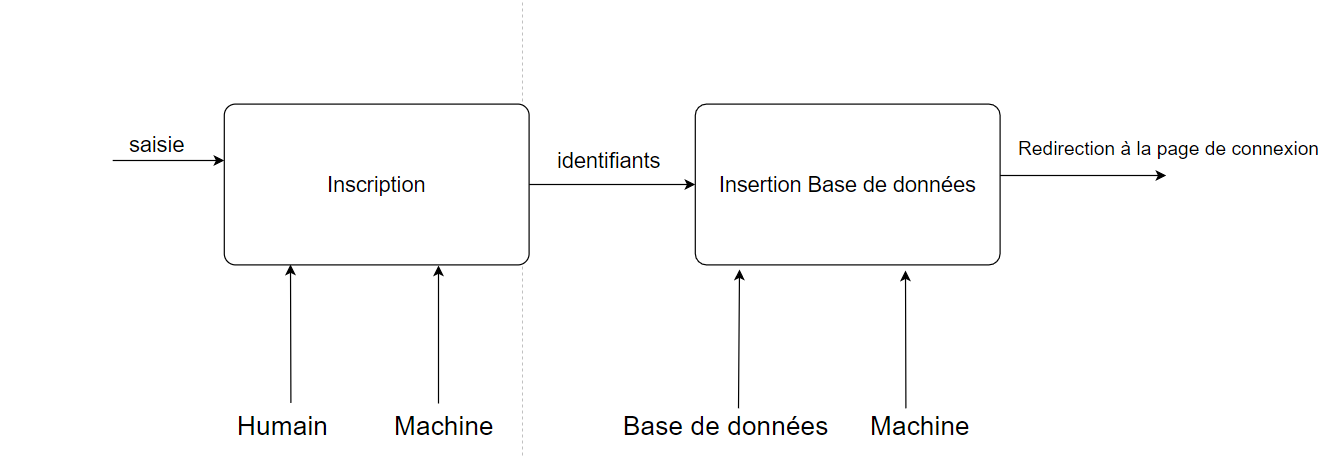 saisie
Inscription
identifiants
Insertion Base de données
Redirection à la page de connexion
Humain
Machine
Base de données
Machine